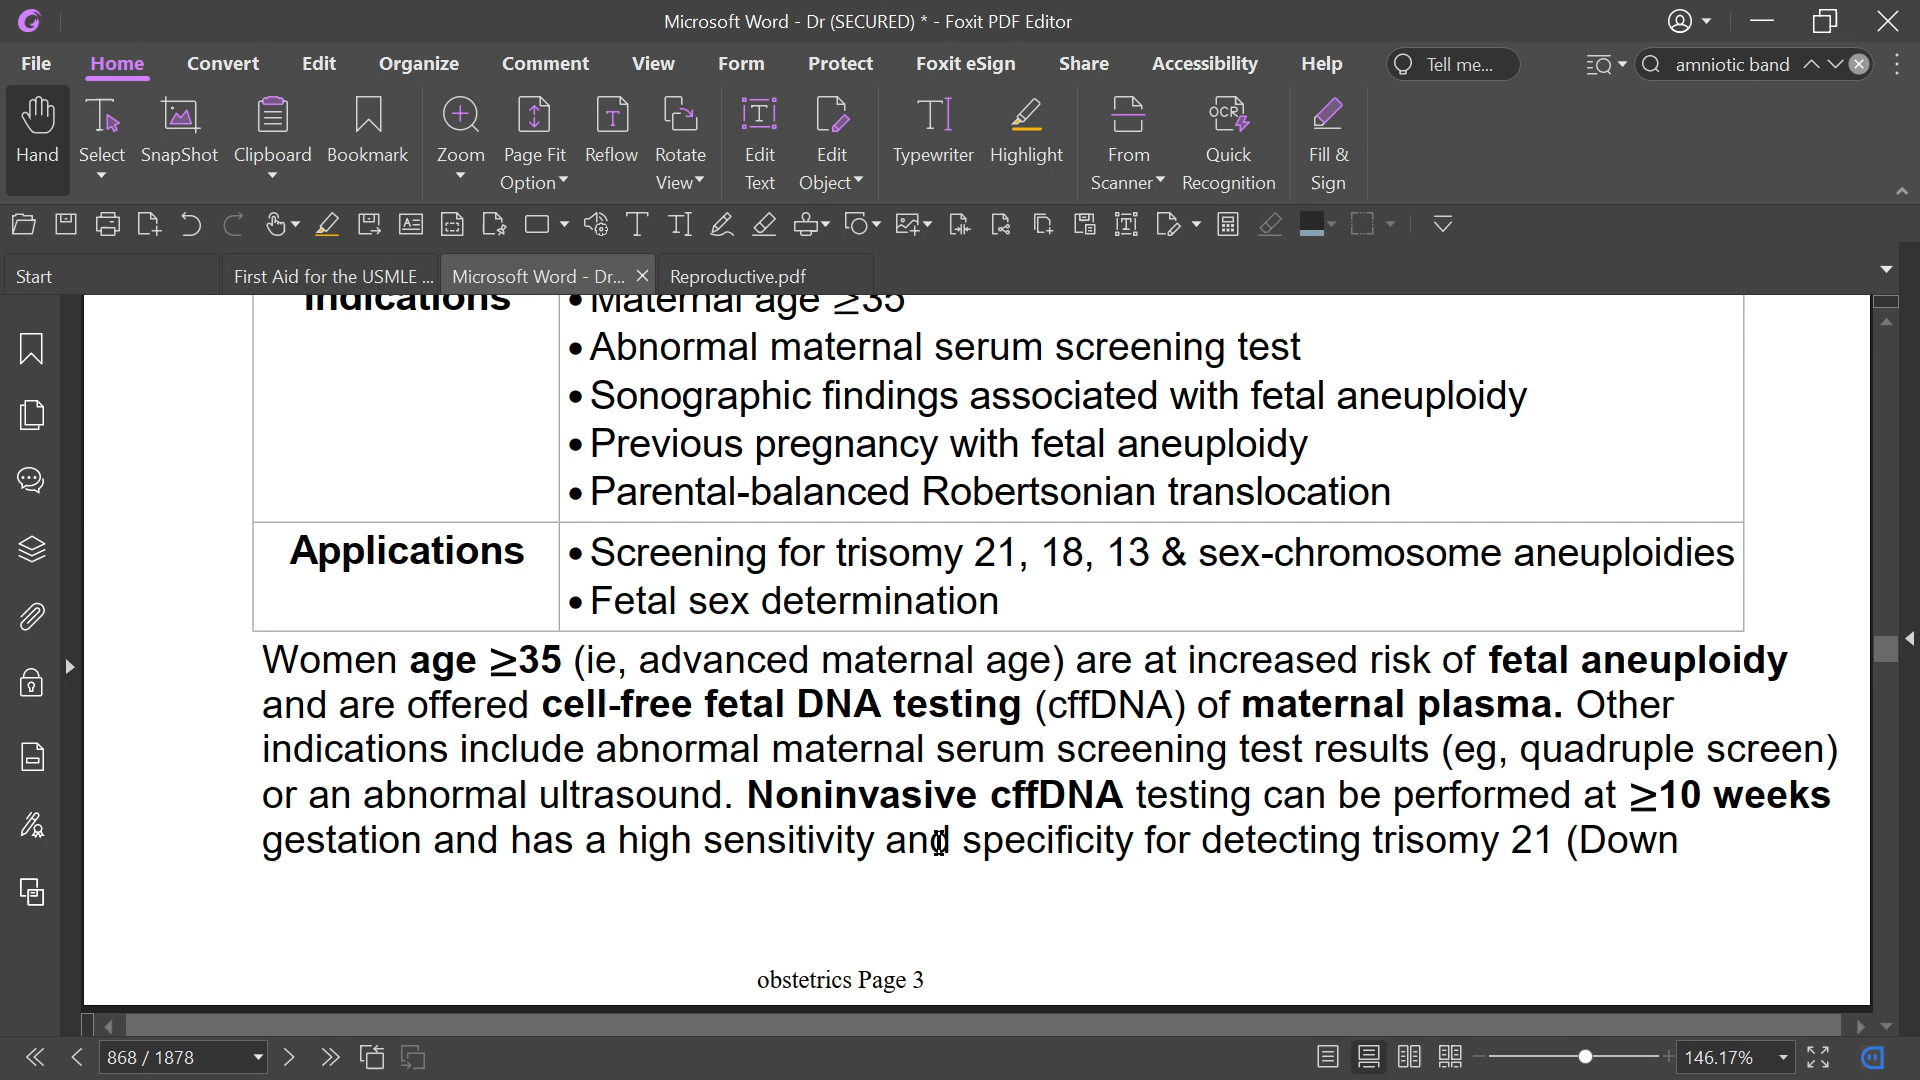 Microsoft Word - Dr (SECURED) * - Foxit PDF Editor
File Home Convert Edit Organize Comment View Form Protect Foxit eSign Share Accessibility Help Tell me... amniotic band
Hand Select SnapShot Clipboard Bookmark Zoom Page Fit Option Reflow Rotate View Edit Text Edit Object Typewriter Highlight From Scanner OCR Quick Recognition Fill & Sign
Start First Aid for the USMLE ... Microsoft Word - Dr... Reproductive.pdf
Indications
• Maternal age ≥35
• Abnormal maternal serum screening test
• Sonographic findings associated with fetal aneuploidy
• Previous pregnancy with fetal aneuploidy
• Parental-balanced Robertsonian translocation
Applications
• Screening for trisomy 21, 18, 13 & sex-chromosome aneuploidies
• Fetal sex determination
Women age ≥35 (ie, advanced maternal age) are at increased risk of fetal aneuploidy
and are offered cell-free fetal DNA testing (cffDNA) of maternal plasma. Other
indications include abnormal maternal serum screening test results (eg, quadruple screen)
or an abnormal ultrasound. Noninvasive cffDNA testing can be performed at ≥10 weeks
gestation and has a high sensitivity and specificity for detecting trisomy 21 (Down
obstetrics Page 3
868 / 1878 146.17%